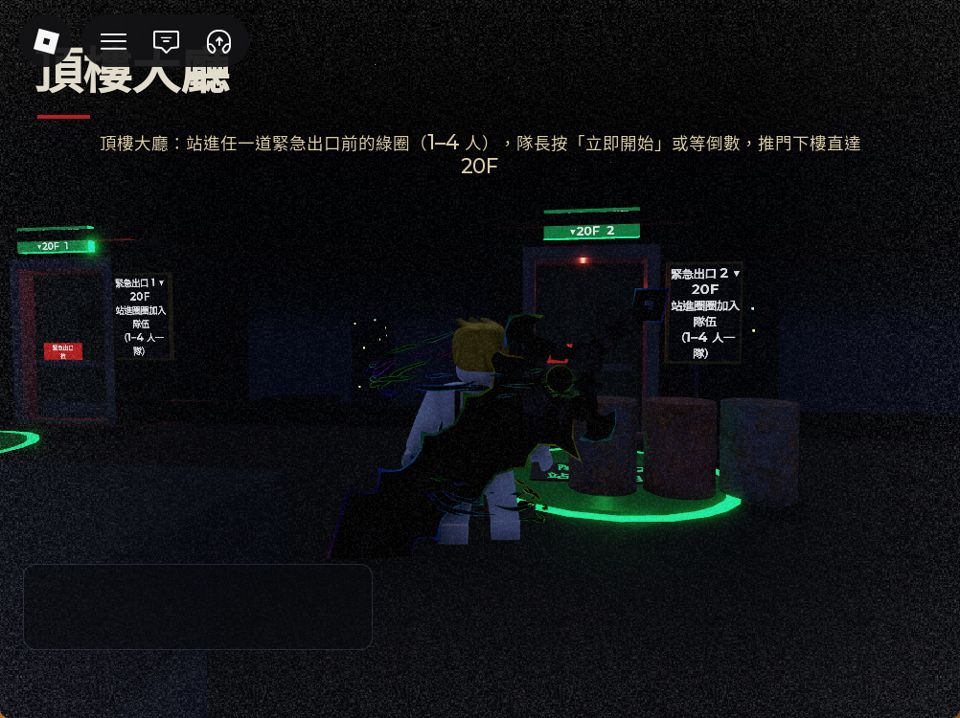 頂樓大廳
頂樓大廳：站進任一道緊急出口前的綠圈（1–4 人），隊長按「立即開始」或等倒數，推門下樓直達
20F
▾20F 1
緊急出口 1 ▾
20F
站進圈圈加入
隊伍
（1–4 人一
隊）
緊急出口
▾20F 2
緊急出口 2 ▾
20F
站進圈圈加入
隊伍
（1–4 人一
隊）